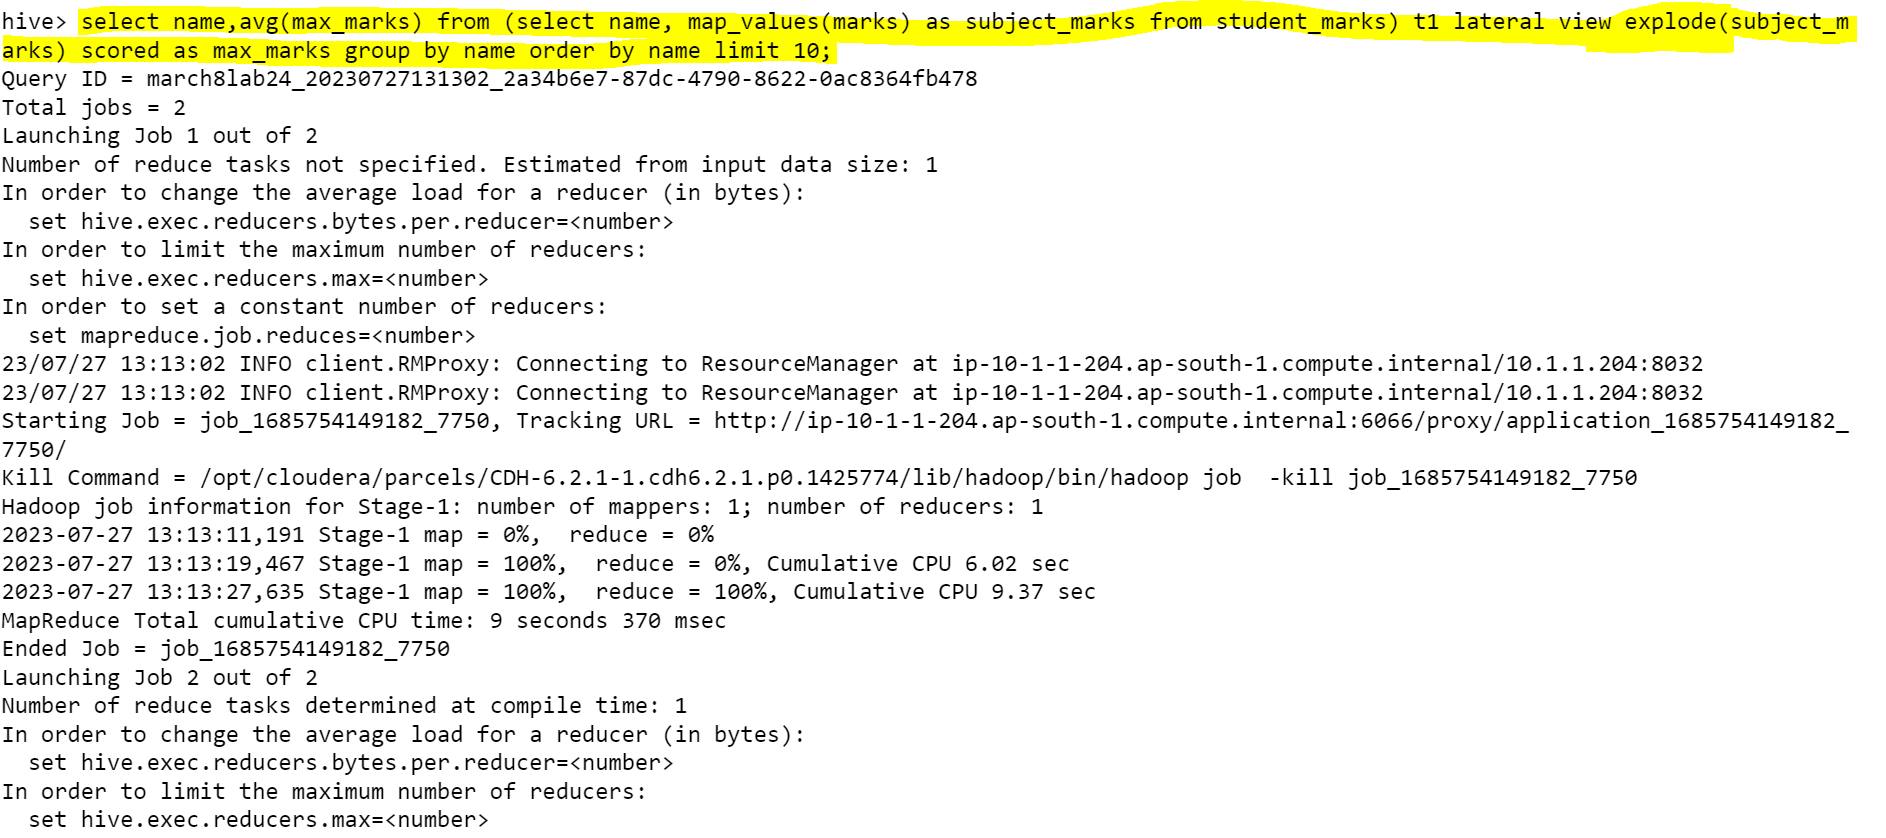 hive> select name,avg(max_marks) from (select name, map_values(marks) as subject_marks from student_marks) t1 lateral view explode(subject_m
arks) scored as max_marks group by name order by name limit 10;
Query ID = march8lab24_20230727131302_2a34b6e7-87dc-4790-8622-0ac8364fb478
Total jobs = 2
Launching Job 1 out of 2
Number of reduce tasks not specified. Estimated from input data size: 1
In order to change the average load for a reducer (in bytes):
  set hive.exec.reducers.bytes.per.reducer=<number>
In order to limit the maximum number of reducers:
  set hive.exec.reducers.max=<number>
In order to set a constant number of reducers:
  set mapreduce.job.reduces=<number>
23/07/27 13:13:02 INFO client.RMProxy: Connecting to ResourceManager at ip-10-1-1-204.ap-south-1.compute.internal/10.1.1.204:8032
23/07/27 13:13:02 INFO client.RMProxy: Connecting to ResourceManager at ip-10-1-1-204.ap-south-1.compute.internal/10.1.1.204:8032
Starting Job = job_1685754149182_7750, Tracking URL = http://ip-10-1-1-204.ap-south-1.compute.internal:6066/proxy/application_1685754149182_
7750/
Kill Command = /opt/cloudera/parcels/CDH-6.2.1-1.cdh6.2.1.p0.1425774/lib/hadoop/bin/hadoop job  -kill job_1685754149182_7750
Hadoop job information for Stage-1: number of mappers: 1; number of reducers: 1
2023-07-27 13:13:11,191 Stage-1 map = 0%,  reduce = 0%
2023-07-27 13:13:19,467 Stage-1 map = 100%,  reduce = 0%, Cumulative CPU 6.02 sec
2023-07-27 13:13:27,635 Stage-1 map = 100%,  reduce = 100%, Cumulative CPU 9.37 sec
MapReduce Total cumulative CPU time: 9 seconds 370 msec
Ended Job = job_1685754149182_7750
Launching Job 2 out of 2
Number of reduce tasks determined at compile time: 1
In order to change the average load for a reducer (in bytes):
  set hive.exec.reducers.bytes.per.reducer=<number>
In order to limit the maximum number of reducers:
  set hive.exec.reducers.max=<number>